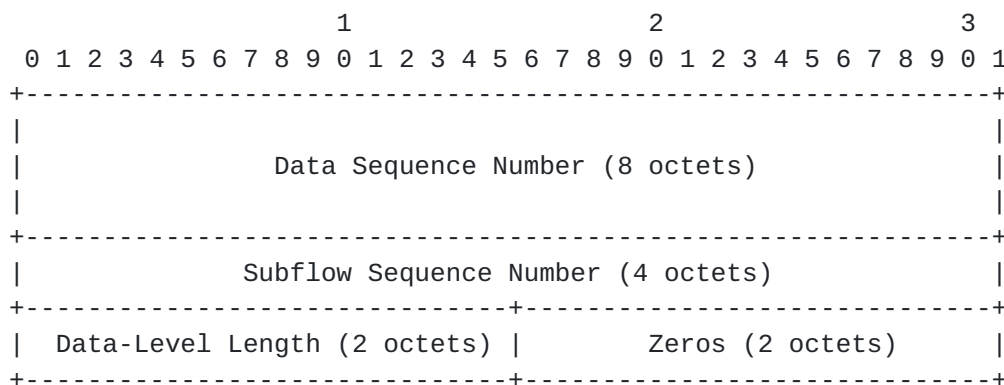 1                   2                   3
 0 1 2 3 4 5 6 7 8 9 0 1 2 3 4 5 6 7 8 9 0 1 2 3 4 5 6 7 8 9 0 1
+---------------------------------------------------------------+
|                                                               |
|                Data Sequence Number (8 octets)                |
|                                                               |
+---------------------------------------------------------------+
|              Subflow Sequence Number (4 octets)               |
+-------------------------------+-------------------------------+
|  Data-Level Length (2 octets) |        Zeros (2 octets)       |
+-------------------------------+-------------------------------+